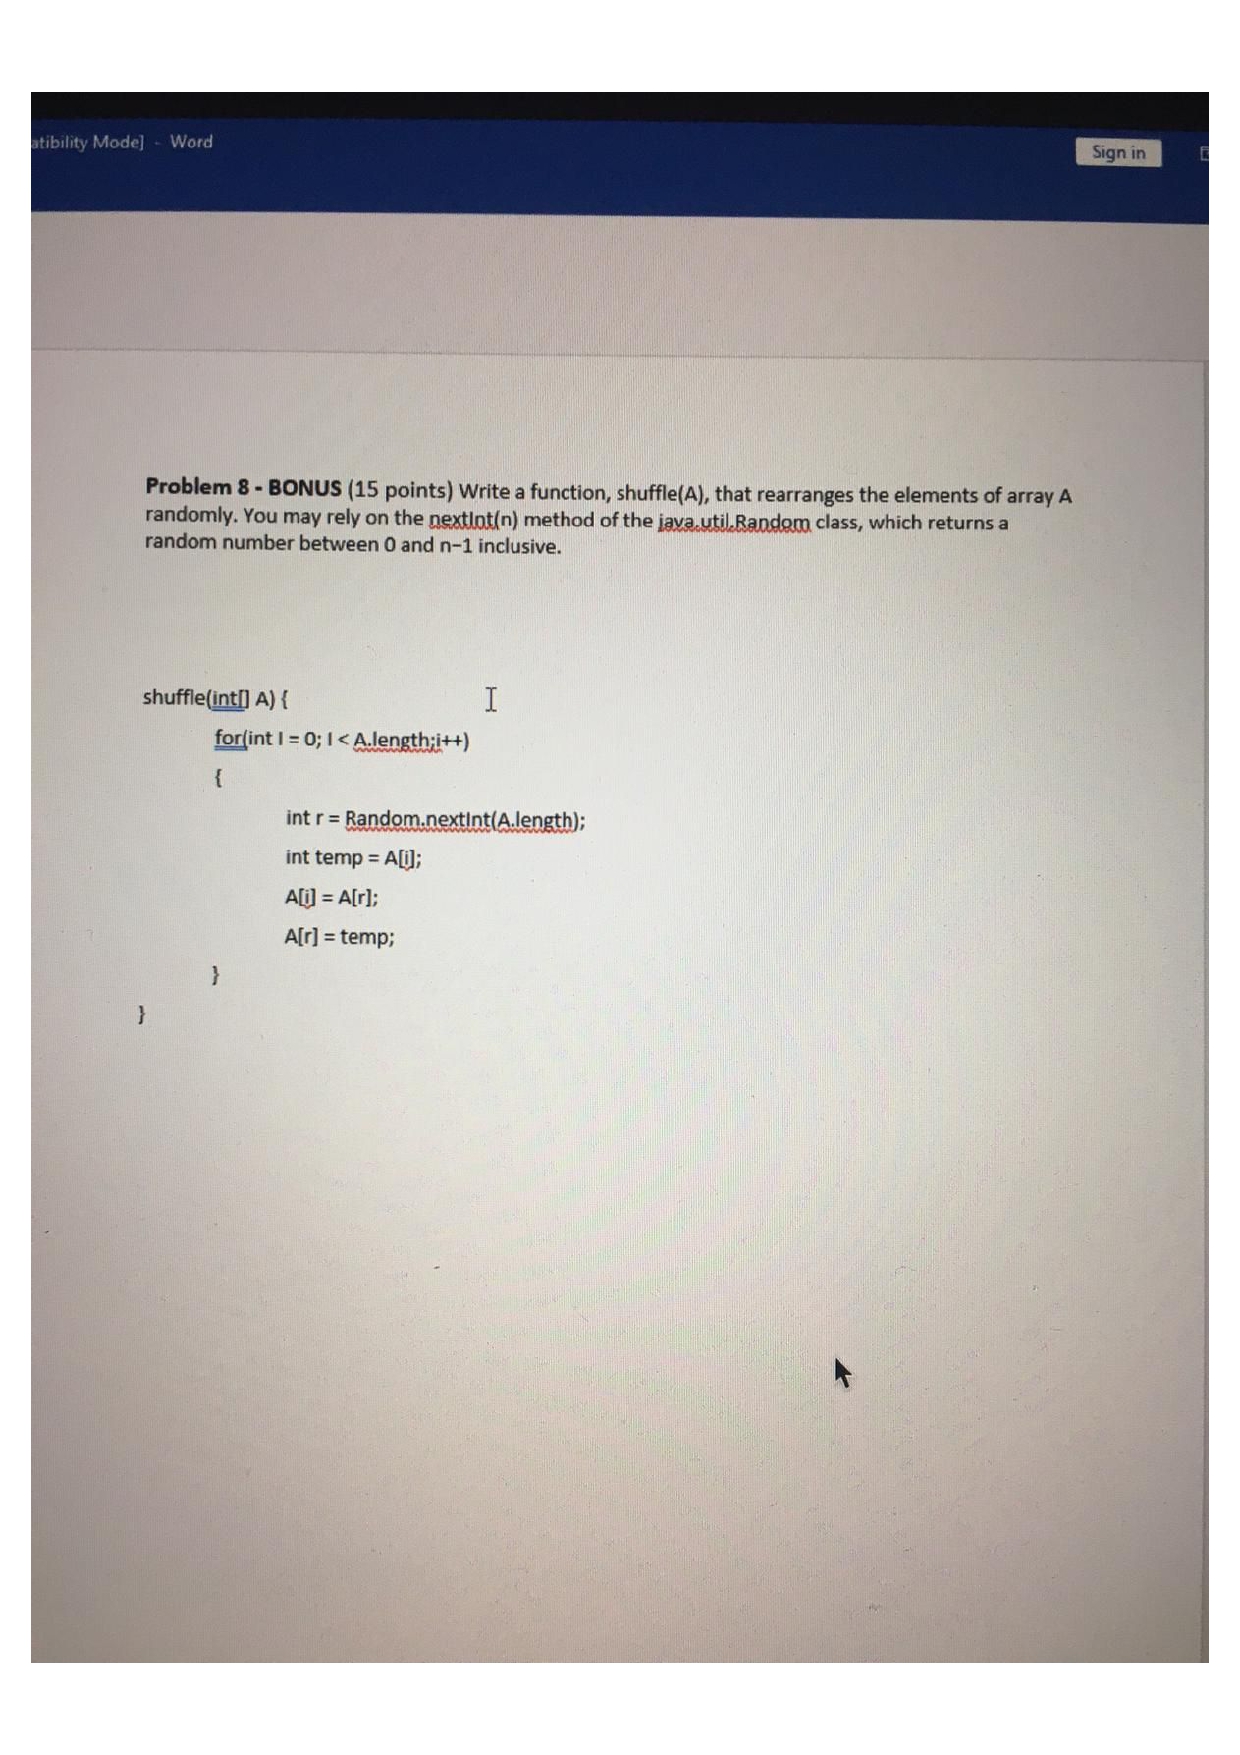 atibility Mode] - Word
Sign in
Problem 8 - BONUS (15 points) Write a function, shuffle(A), that rearranges the elements of array A
randomly. You may rely on the nextInt(n) method of the java.util.Random class, which returns a
random number between 0 and n-1 inclusive.
shuffle(int[] A) {
for(int I = 0; I < A.length;i++)
{
int r = Random.nextInt(A.length);
int temp = A[i];
A[i] = A[r];
A[r] = temp;
}
}